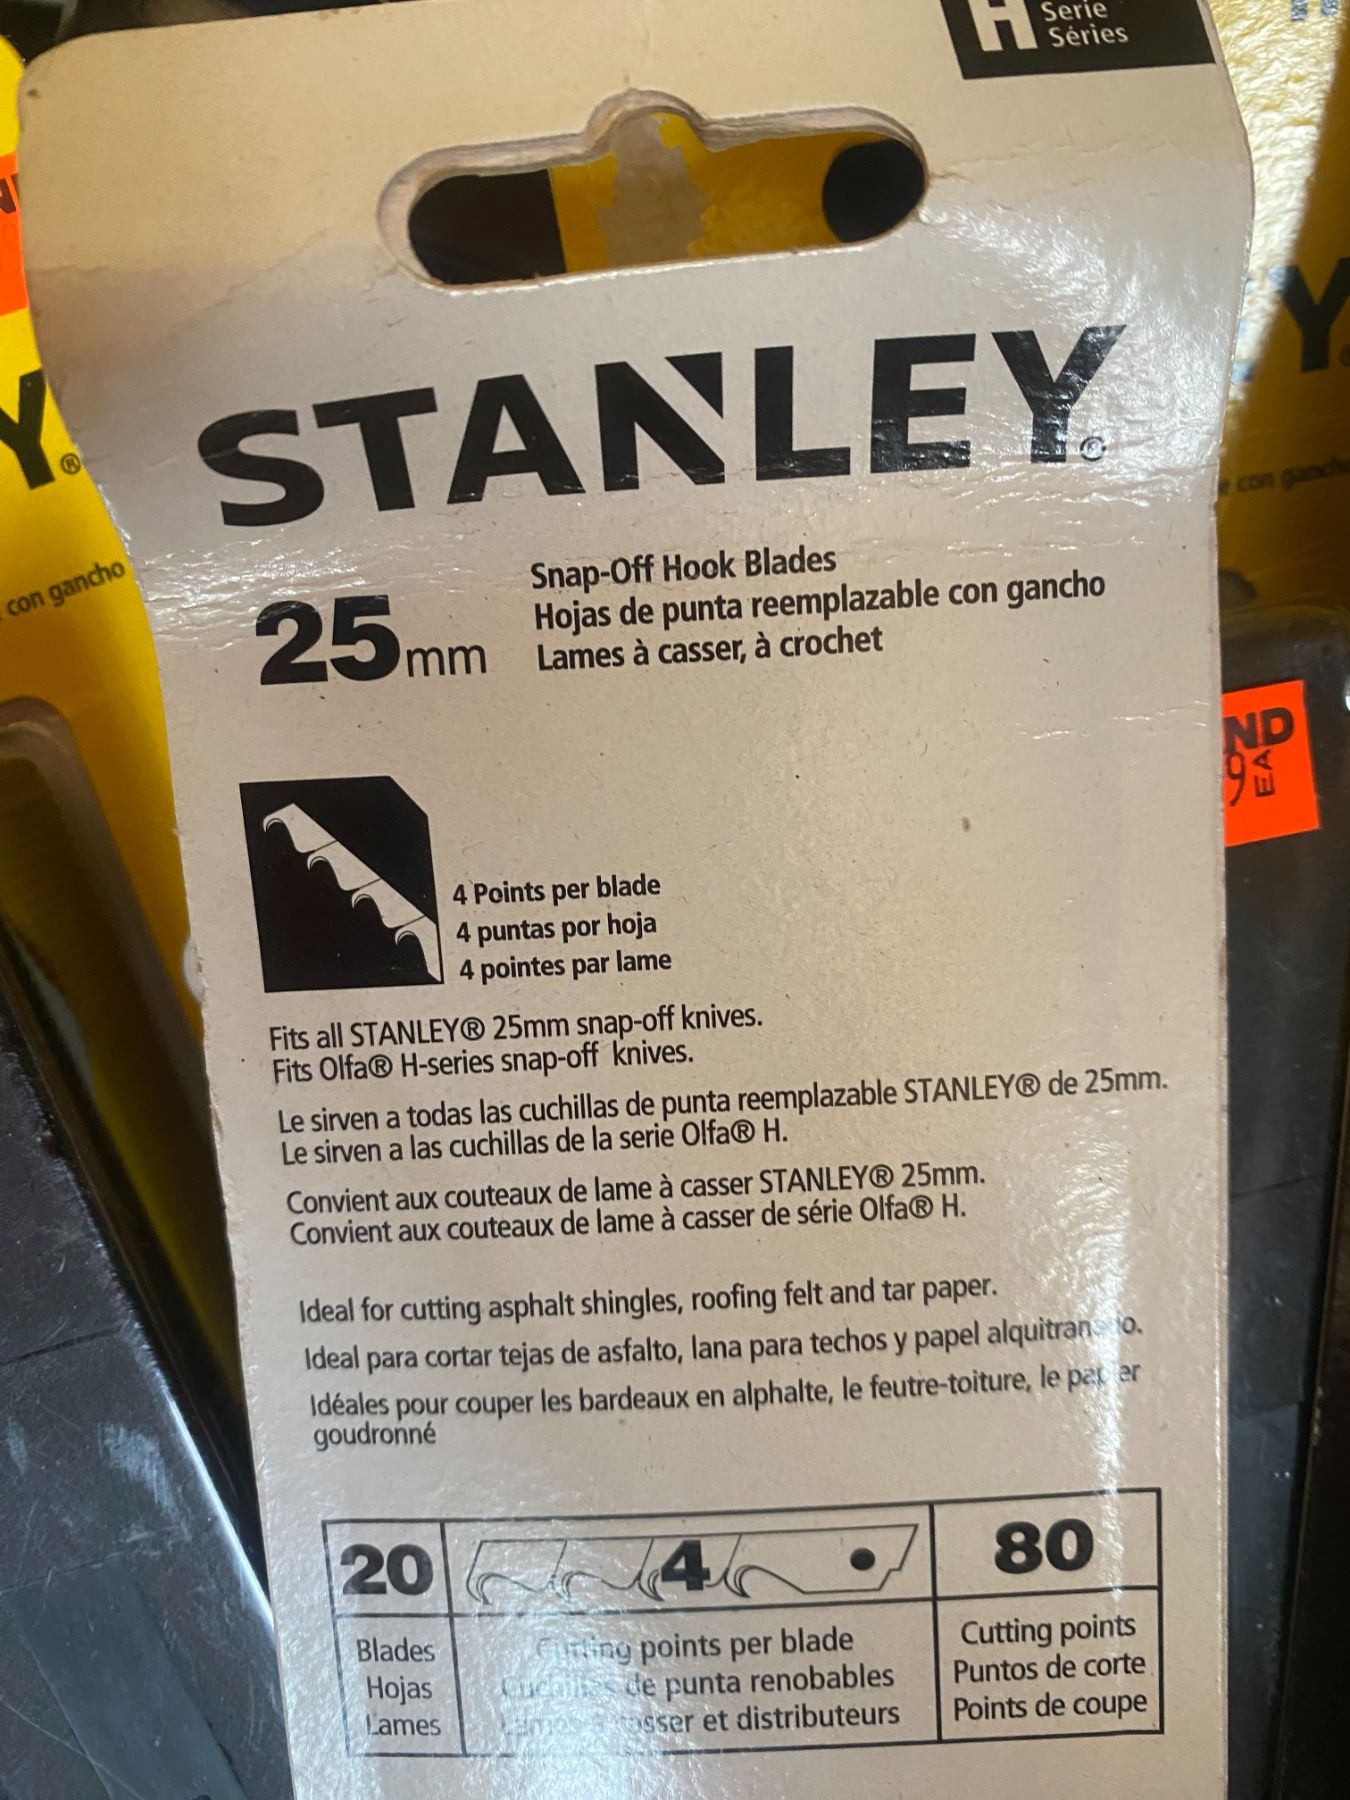 H
Serie
Séries
STANLEY®
25mm
Snap-Off Hook Blades
Hojas de punta reemplazable con gancho
Lames à casser, à crochet
4 Points per blade
4 puntas por hoja
4 pointes par lame
Fits all STANLEY® 25mm snap-off knives.
Fits Olfa® H-series snap-off knives.
Le sirven a todas las cuchillas de punta reemplazable STANLEY® de 25mm.
Le sirven a las cuchillas de la serie Olfa® H.
Convient aux couteaux de lame à casser STANLEY® 25mm.
Convient aux couteaux de lame à casser de série Olfa® H.
Ideal for cutting asphalt shingles, roofing felt and tar paper.
Ideal para cortar tejas de asfalto, lana para techos y papel
Idéales pour couper les bardeaux en alphalte, le feutre-toiture, le papier
goudronné
20
4
80
Blades
Hojas
Lames
Cutting points per blade
Cuchillas de punta renobables
et distributeurs
Cutting points
Puntos de corte
Points de coupe
Y®
con gancho
Y
con gancho
ND
9 EA